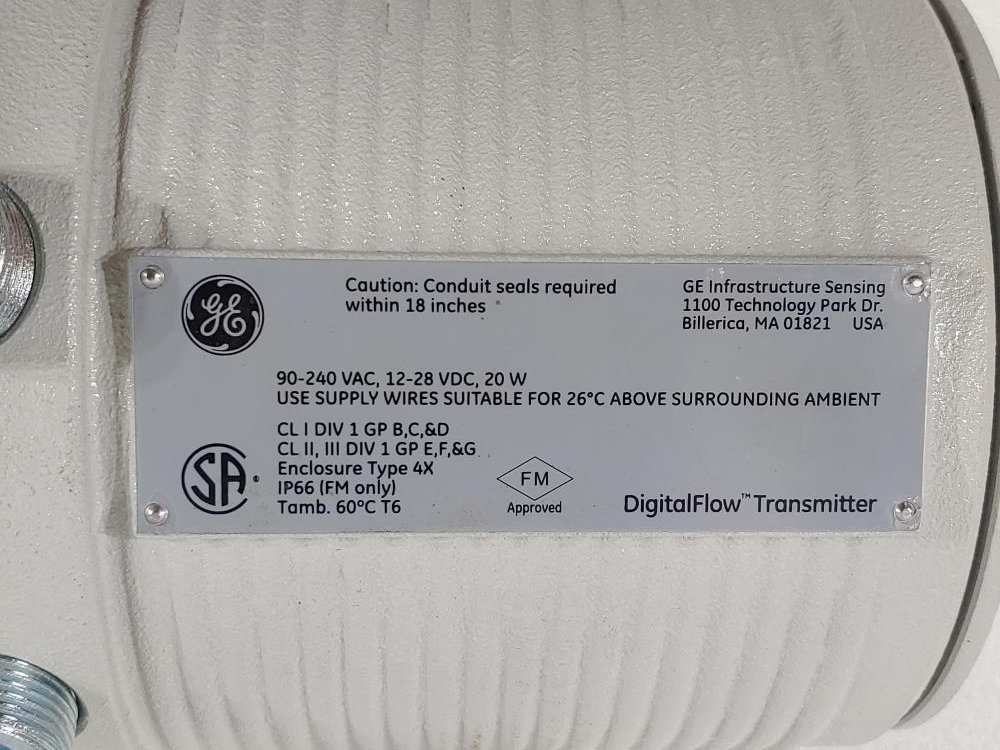 GE
Caution: Conduit seals required
within 18 inches
GE Infrastructure Sensing
1100 Technology Park Dr.
Billerica, MA 01821 USA
90-240 VAC, 12-28 VDC, 20 W
USE SUPPLY WIRES SUITABLE FOR 26°C ABOVE SURROUNDING AMBIENT
CL I DIV 1 GP B,C,&D
CL II, III DIV 1 GP E,F,&G
Enclosure Type 4X
IP66 (FM only)
Tamb. 60°C T6
SA
FM
Approved
DigitalFlow™ Transmitter